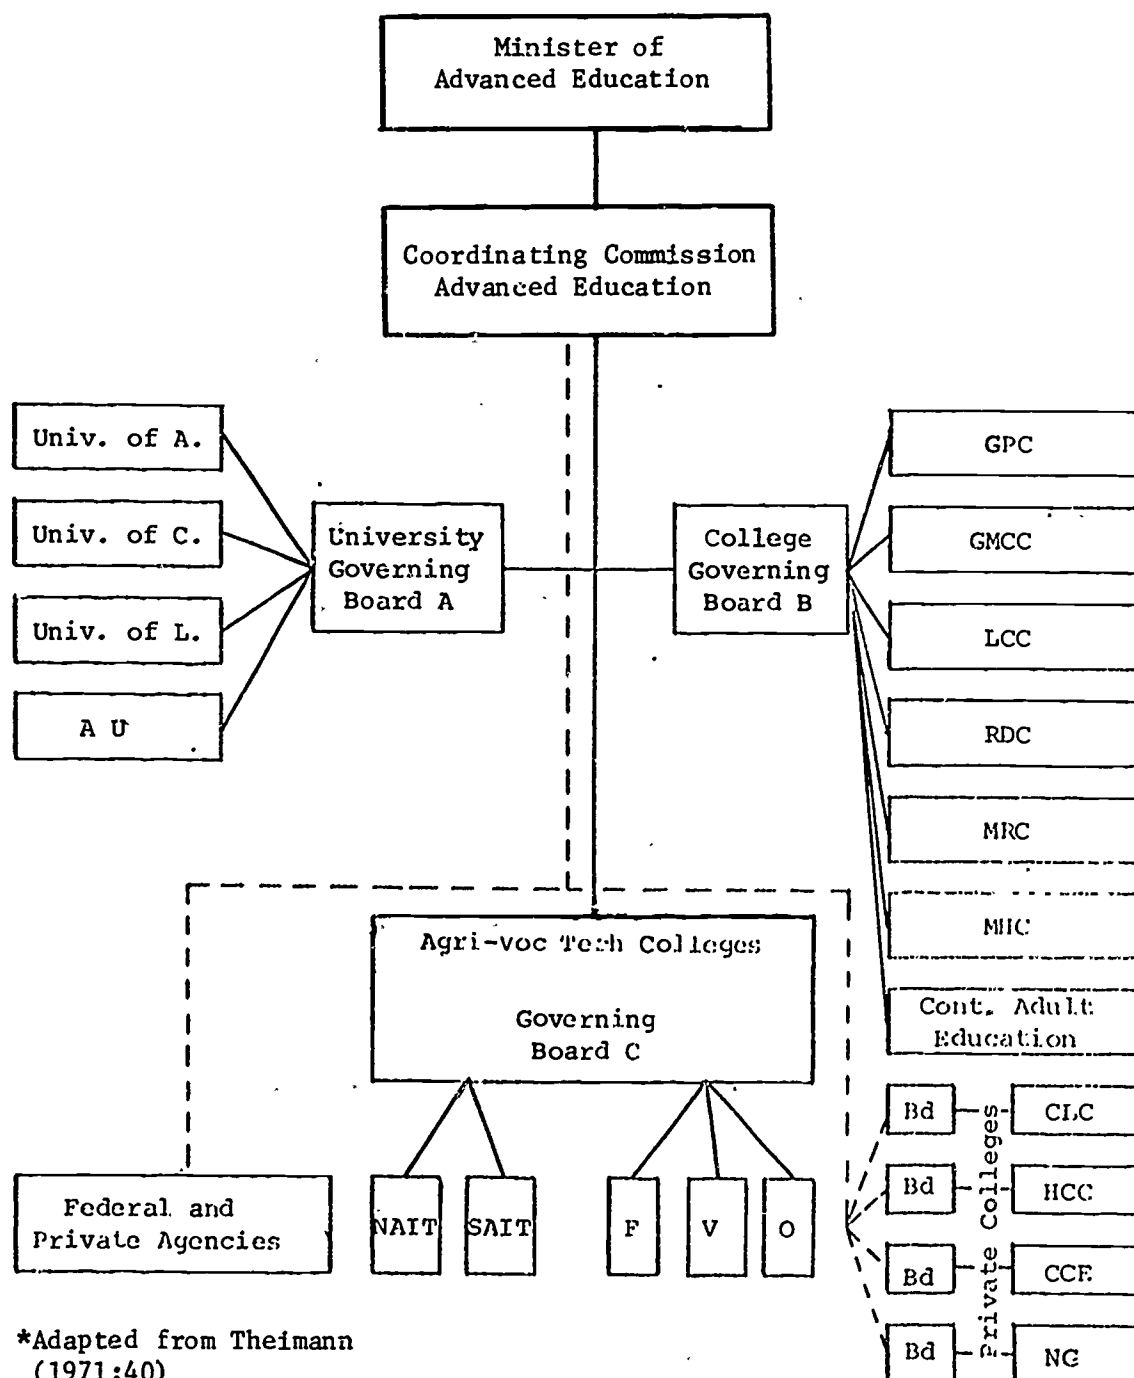 Minister of
Advanced Education
Coordinating Commission
Advanced Education
Univ. of A.
Univ. of C.
Univ. of L.
A U
University
Governing
Board A
College
Governing
Board B
GPC
GMCC
LCC
RDC
MRC
MHC
Cont. Adult
Education
Agri-voc Tech Colleges
Governing
Board C
NAIT
SAIT
F
V
O
Federal and
Private Agencies
Bd
CLC
Bd
HCC
Bd
Bd
Private Colleges
*Adapted from Theimann
(1971:40)